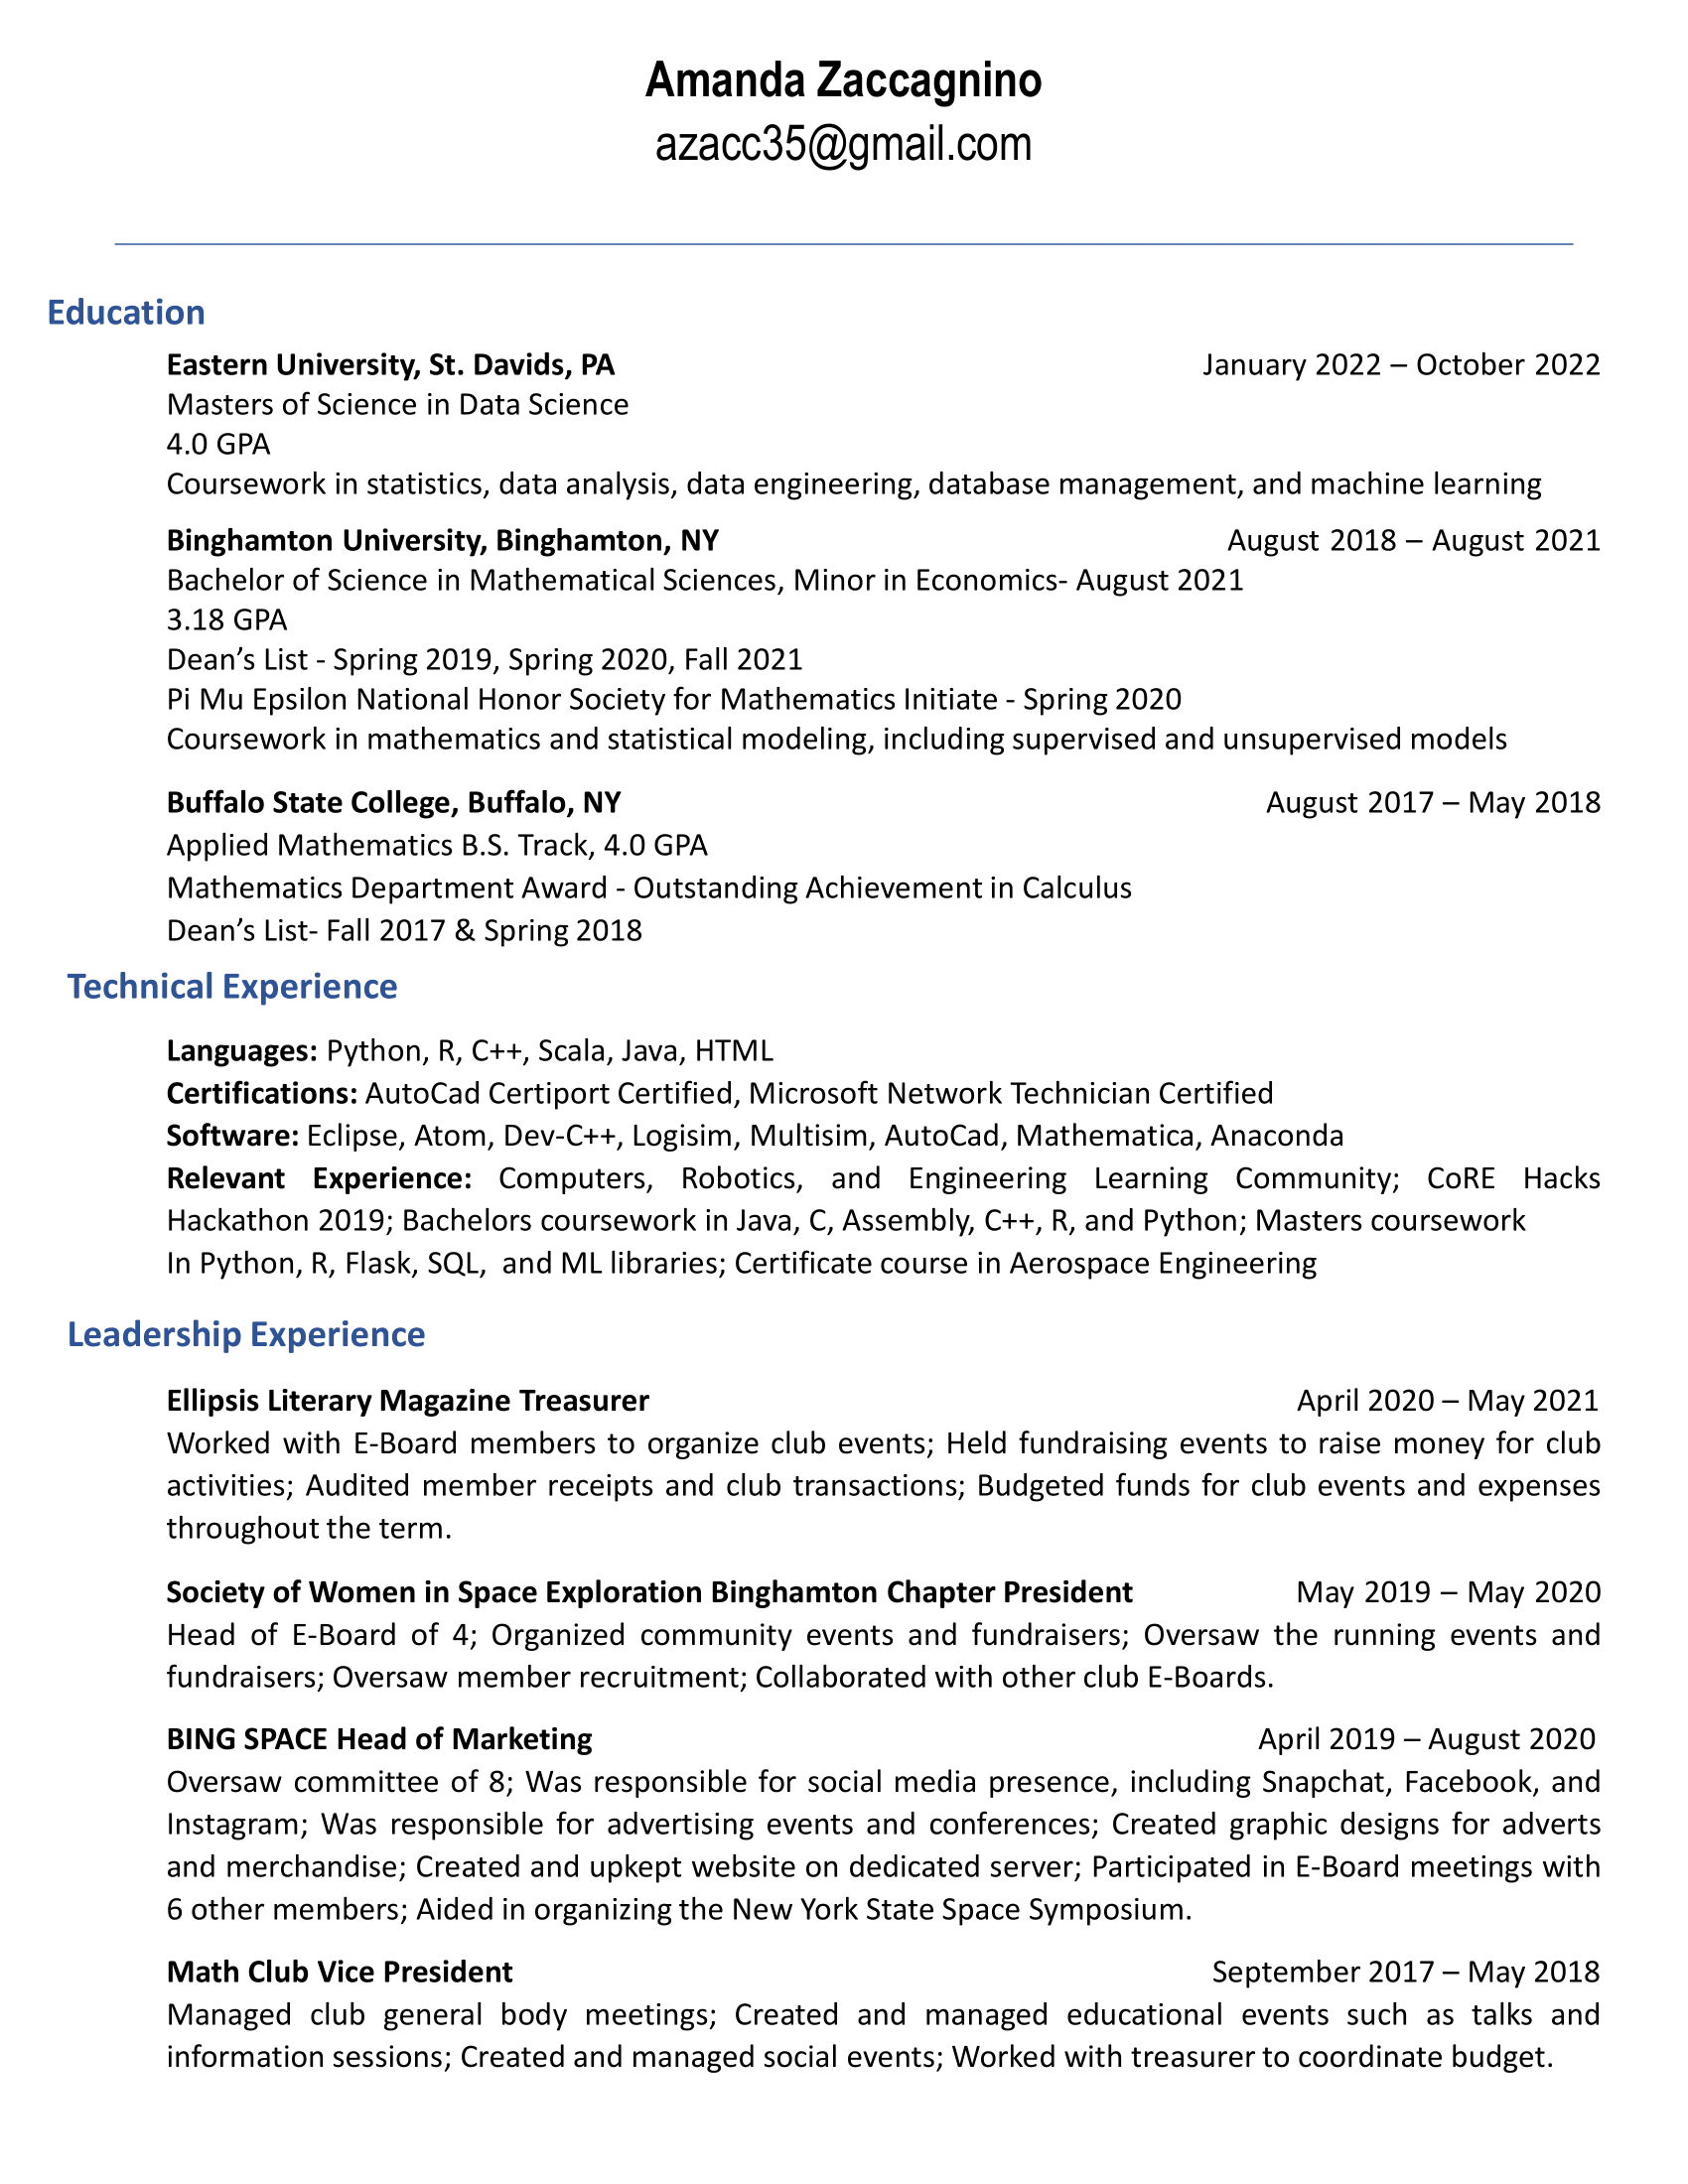 Amanda Zaccagnino
azacc35@gmail.com
Education
Eastern University, St. Davids, PA January 2022 – October 2022
Masters of Science in Data Science
4.0 GPA
Coursework in statistics, data analysis, data engineering, database management, and machine learning
Binghamton University, Binghamton, NY August 2018 – August 2021
Bachelor of Science in Mathematical Sciences, Minor in Economics- August 2021
3.18 GPA
Dean’s List - Spring 2019, Spring 2020, Fall 2021
Pi Mu Epsilon National Honor Society for Mathematics Initiate - Spring 2020
Coursework in mathematics and statistical modeling, including supervised and unsupervised models
Buffalo State College, Buffalo, NY August 2017 – May 2018
Applied Mathematics B.S. Track, 4.0 GPA
Mathematics Department Award - Outstanding Achievement in Calculus
Dean’s List- Fall 2017 & Spring 2018
Technical Experience
Languages: Python, R, C++, Scala, Java, HTML
Certifications: AutoCad Certiport Certified, Microsoft Network Technician Certified
Software: Eclipse, Atom, Dev-C++, Logisim, Multisim, AutoCad, Mathematica, Anaconda
Relevant Experience: Computers, Robotics, and Engineering Learning Community; CoRE Hacks
Hackathon 2019; Bachelors coursework in Java, C, Assembly, C++, R, and Python; Masters coursework
In Python, R, Flask, SQL,  and ML libraries; Certificate course in Aerospace Engineering
Leadership Experience
Ellipsis Literary Magazine Treasurer April 2020 – May 2021
Worked with E-Board members to organize club events; Held fundraising events to raise money for club
activities; Audited member receipts and club transactions; Budgeted funds for club events and expenses
throughout the term.
Society of Women in Space Exploration Binghamton Chapter President May 2019 – May 2020
Head of E-Board of 4; Organized community events and fundraisers; Oversaw the running events and
fundraisers; Oversaw member recruitment; Collaborated with other club E-Boards.
BING SPACE Head of Marketing April 2019 – August 2020
Oversaw committee of 8; Was responsible for social media presence, including Snapchat, Facebook, and
Instagram; Was responsible for advertising events and conferences; Created graphic designs for adverts
and merchandise; Created and upkept website on dedicated server; Participated in E-Board meetings with
6 other members; Aided in organizing the New York State Space Symposium.
Math Club Vice President September 2017 – May 2018
Managed club general body meetings; Created and managed educational events such as talks and
information sessions; Created and managed social events; Worked with treasurer to coordinate budget.